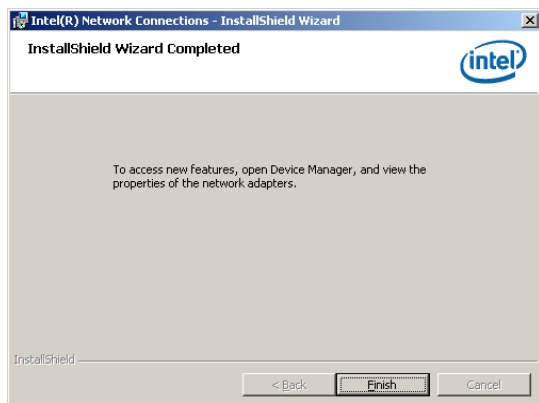 Intel(R) Network Connections - InstallShield Wizard
InstallShield Wizard Completed
intel
To access new features, open Device Manager, and view the
properties of the network adapters.
InstallShield
< Back
Finish
Cancel